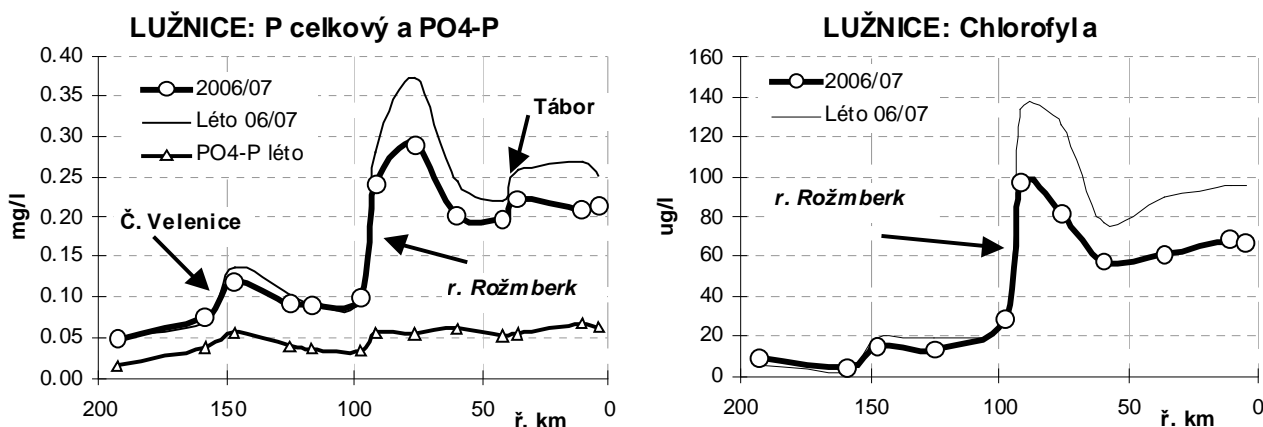 LUŽNICE: P celkový a PO4-P
0.40
0.35
0.30
0.25
0.20
0.15
0.10
0.05
0.00
mg/l
2006/07
Léto 06/07
PO4-P léto
Tábor
Č. Velenice
r. Rožmberk
200
150
100
50
0
ř. km
LUŽNICE: Chlorofyl a
160
140
120
100
80
60
40
20
0
ug/l
2006/07
Léto 06/07
r. Rožmberk
200
150
100
50
0
ř. km